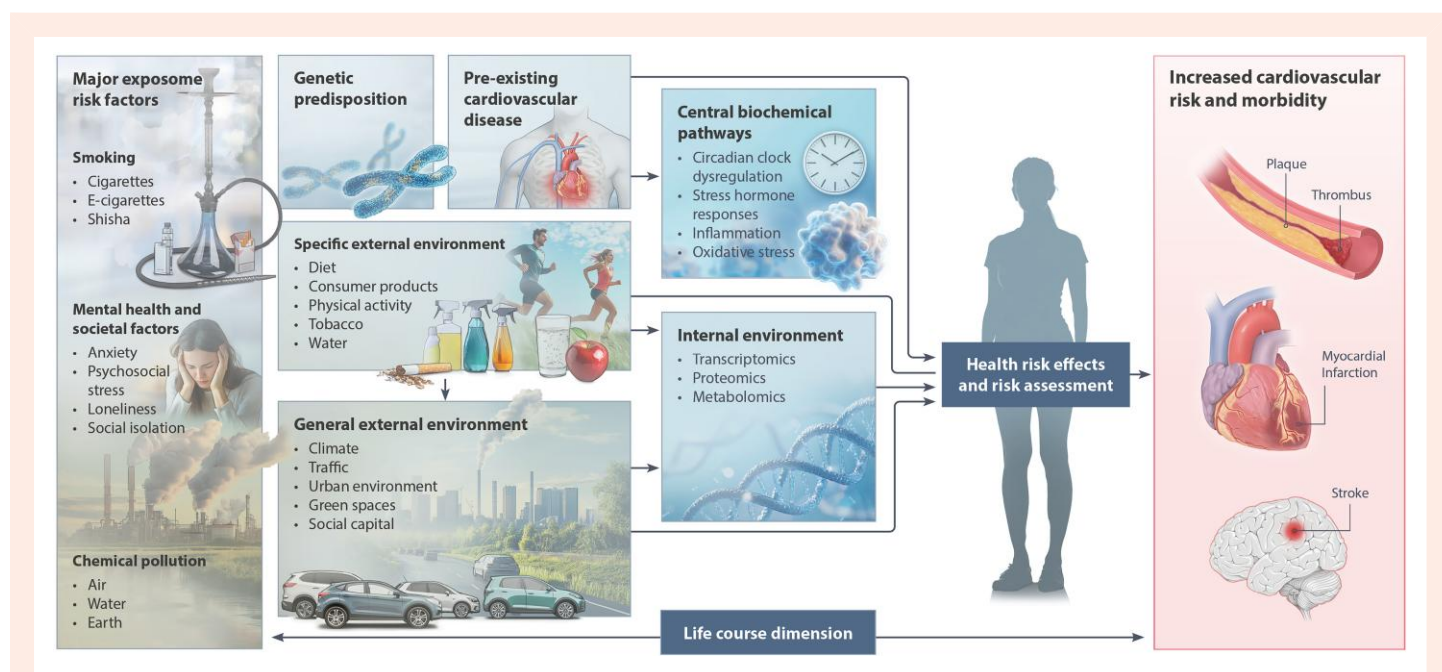 Major exposome
risk factors
Smoking
• Cigarettes
• E-cigarettes
• Shisha
Mental health and
societal factors
• Anxiety
• Psychosocial
stress
• Loneliness
• Social isolation
Chemical pollution
• Air
• Water
• Earth
Genetic
predisposition
Pre-existing
cardiovascular
disease
Specific external environment
• Diet
• Consumer products
• Physical activity
• Tobacco
• Water
General external environment
• Climate
• Traffic
• Urban environment
• Green spaces
• Social capital
Central biochemical
pathways
• Circadian clock
dysregulation
• Stress hormone
responses
• Inflammation
• Oxidative stress
Internal environment
• Transcriptomics
• Proteomics
• Metabolomics
Health risk effects
and risk assessment
Life course dimension
Increased cardiovascular
risk and morbidity
Plaque
Thrombus
Myocardial
Infarction
Stroke